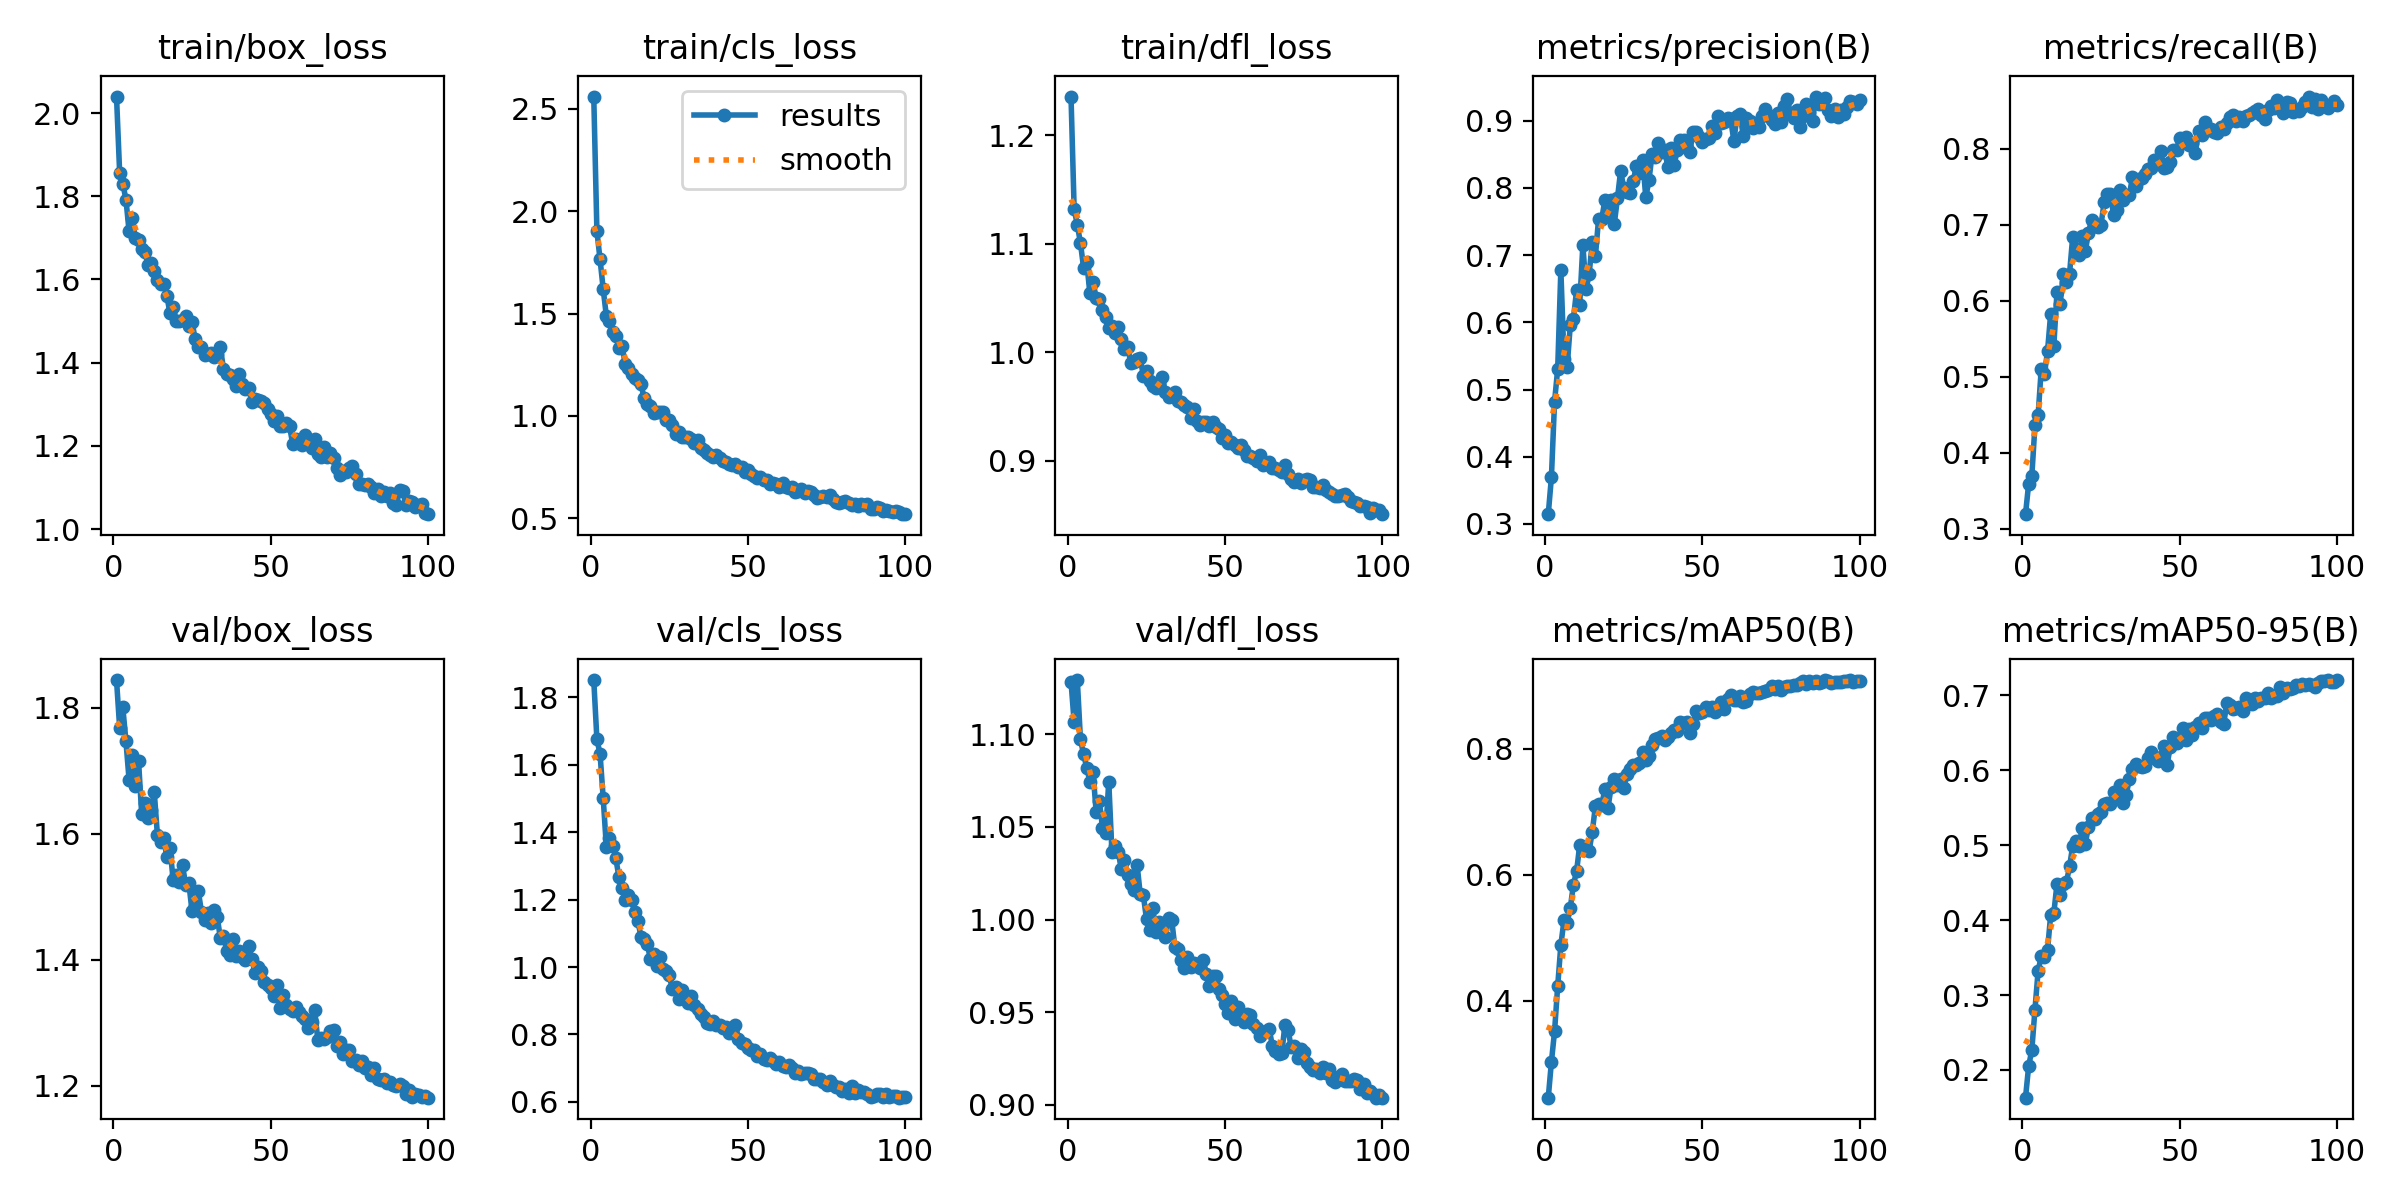 train/box_loss
2.0
1.8
1.6
1.4
1.2
1.0
0 50 100
train/cls_loss
results
smooth
2.5
2.0
1.5
1.0
0.5
0 50 100
train/dfl_loss
1.2
1.1
1.0
0.9
0 50 100
metrics/precision(B)
0.9
0.8
0.7
0.6
0.5
0.4
0.3
0 50 100
metrics/recall(B)
0.8
0.7
0.6
0.5
0.4
0.3
0 50 100
val/box_loss
1.8
1.6
1.4
1.2
0 50 100
val/cls_loss
1.8
1.6
1.4
1.2
1.0
0.8
0.6
0 50 100
val/dfl_loss
1.10
1.05
1.00
0.95
0.90
0 50 100
metrics/mAP50(B)
0.8
0.6
0.4
0 50 100
metrics/mAP50-95(B)
0.7
0.6
0.5
0.4
0.3
0.2
0 50 100